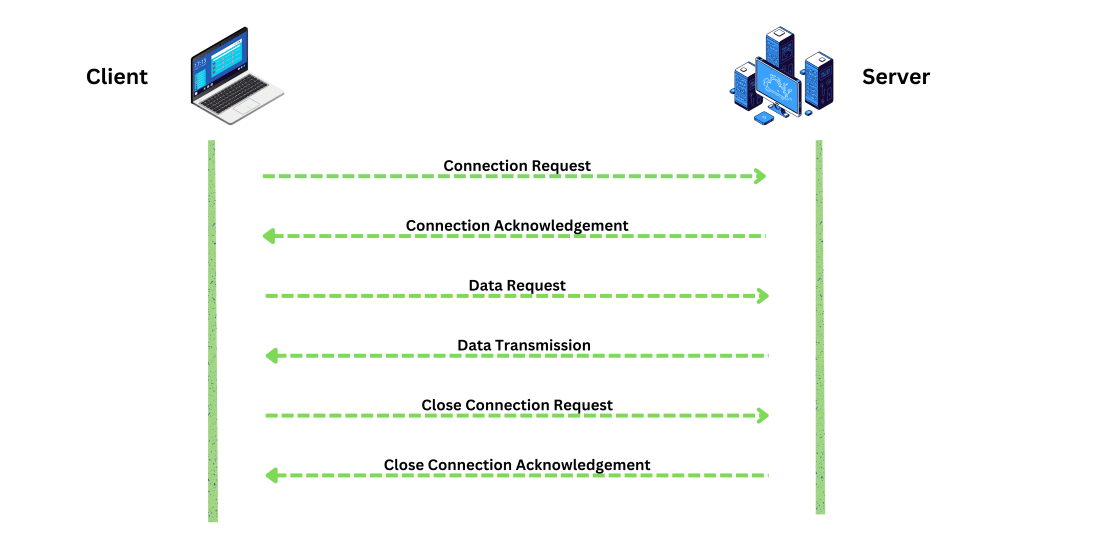 Client
Server
Connection Request
Connection Acknowledgement
Data Request
Data Transmission
Close Connection Request
Close Connection Acknowledgement